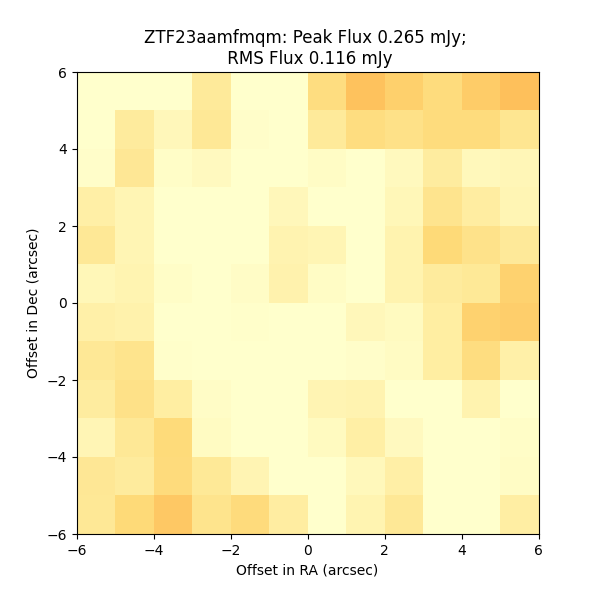 ZTF23aamfmqm: Peak Flux 0.265 mJy;
RMS Flux 0.116 mJy
6
4
2
0
−2
−4
−6
Offset in Dec (arcsec)
−6 −4 −2 0 2 4 6
Offset in RA (arcsec)